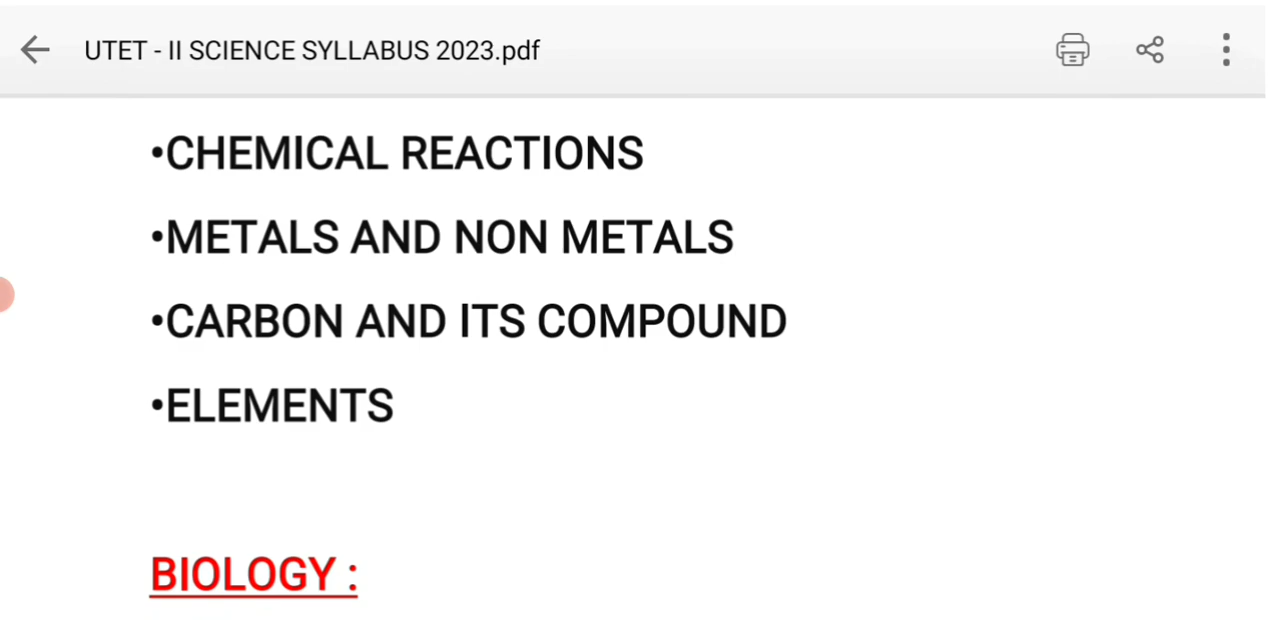 UTET - II SCIENCE SYLLABUS 2023.pdf
•CHEMICAL REACTIONS
•METALS AND NON METALS
•CARBON AND ITS COMPOUND
•ELEMENTS
BIOLOGY :